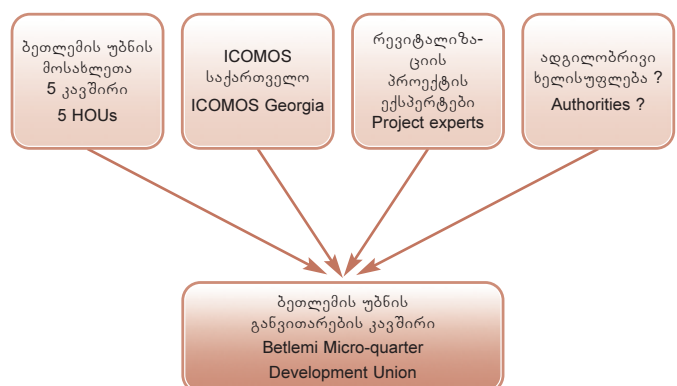 ბეთლემის უბნის
მოსახლეთა
5 კავშირი
5 HOUs
ICOMOS
საქართველო
ICOMOS Georgia
რევიტალიზა-
ციის
პროექტის
ექსპერტები
Project experts
ადგილობრივი
ხელისუფლება ?
Authorities ?
ბეთლემის უბნის
განვითარების კავშირი
Betlemi Micro-quarter
Development Union